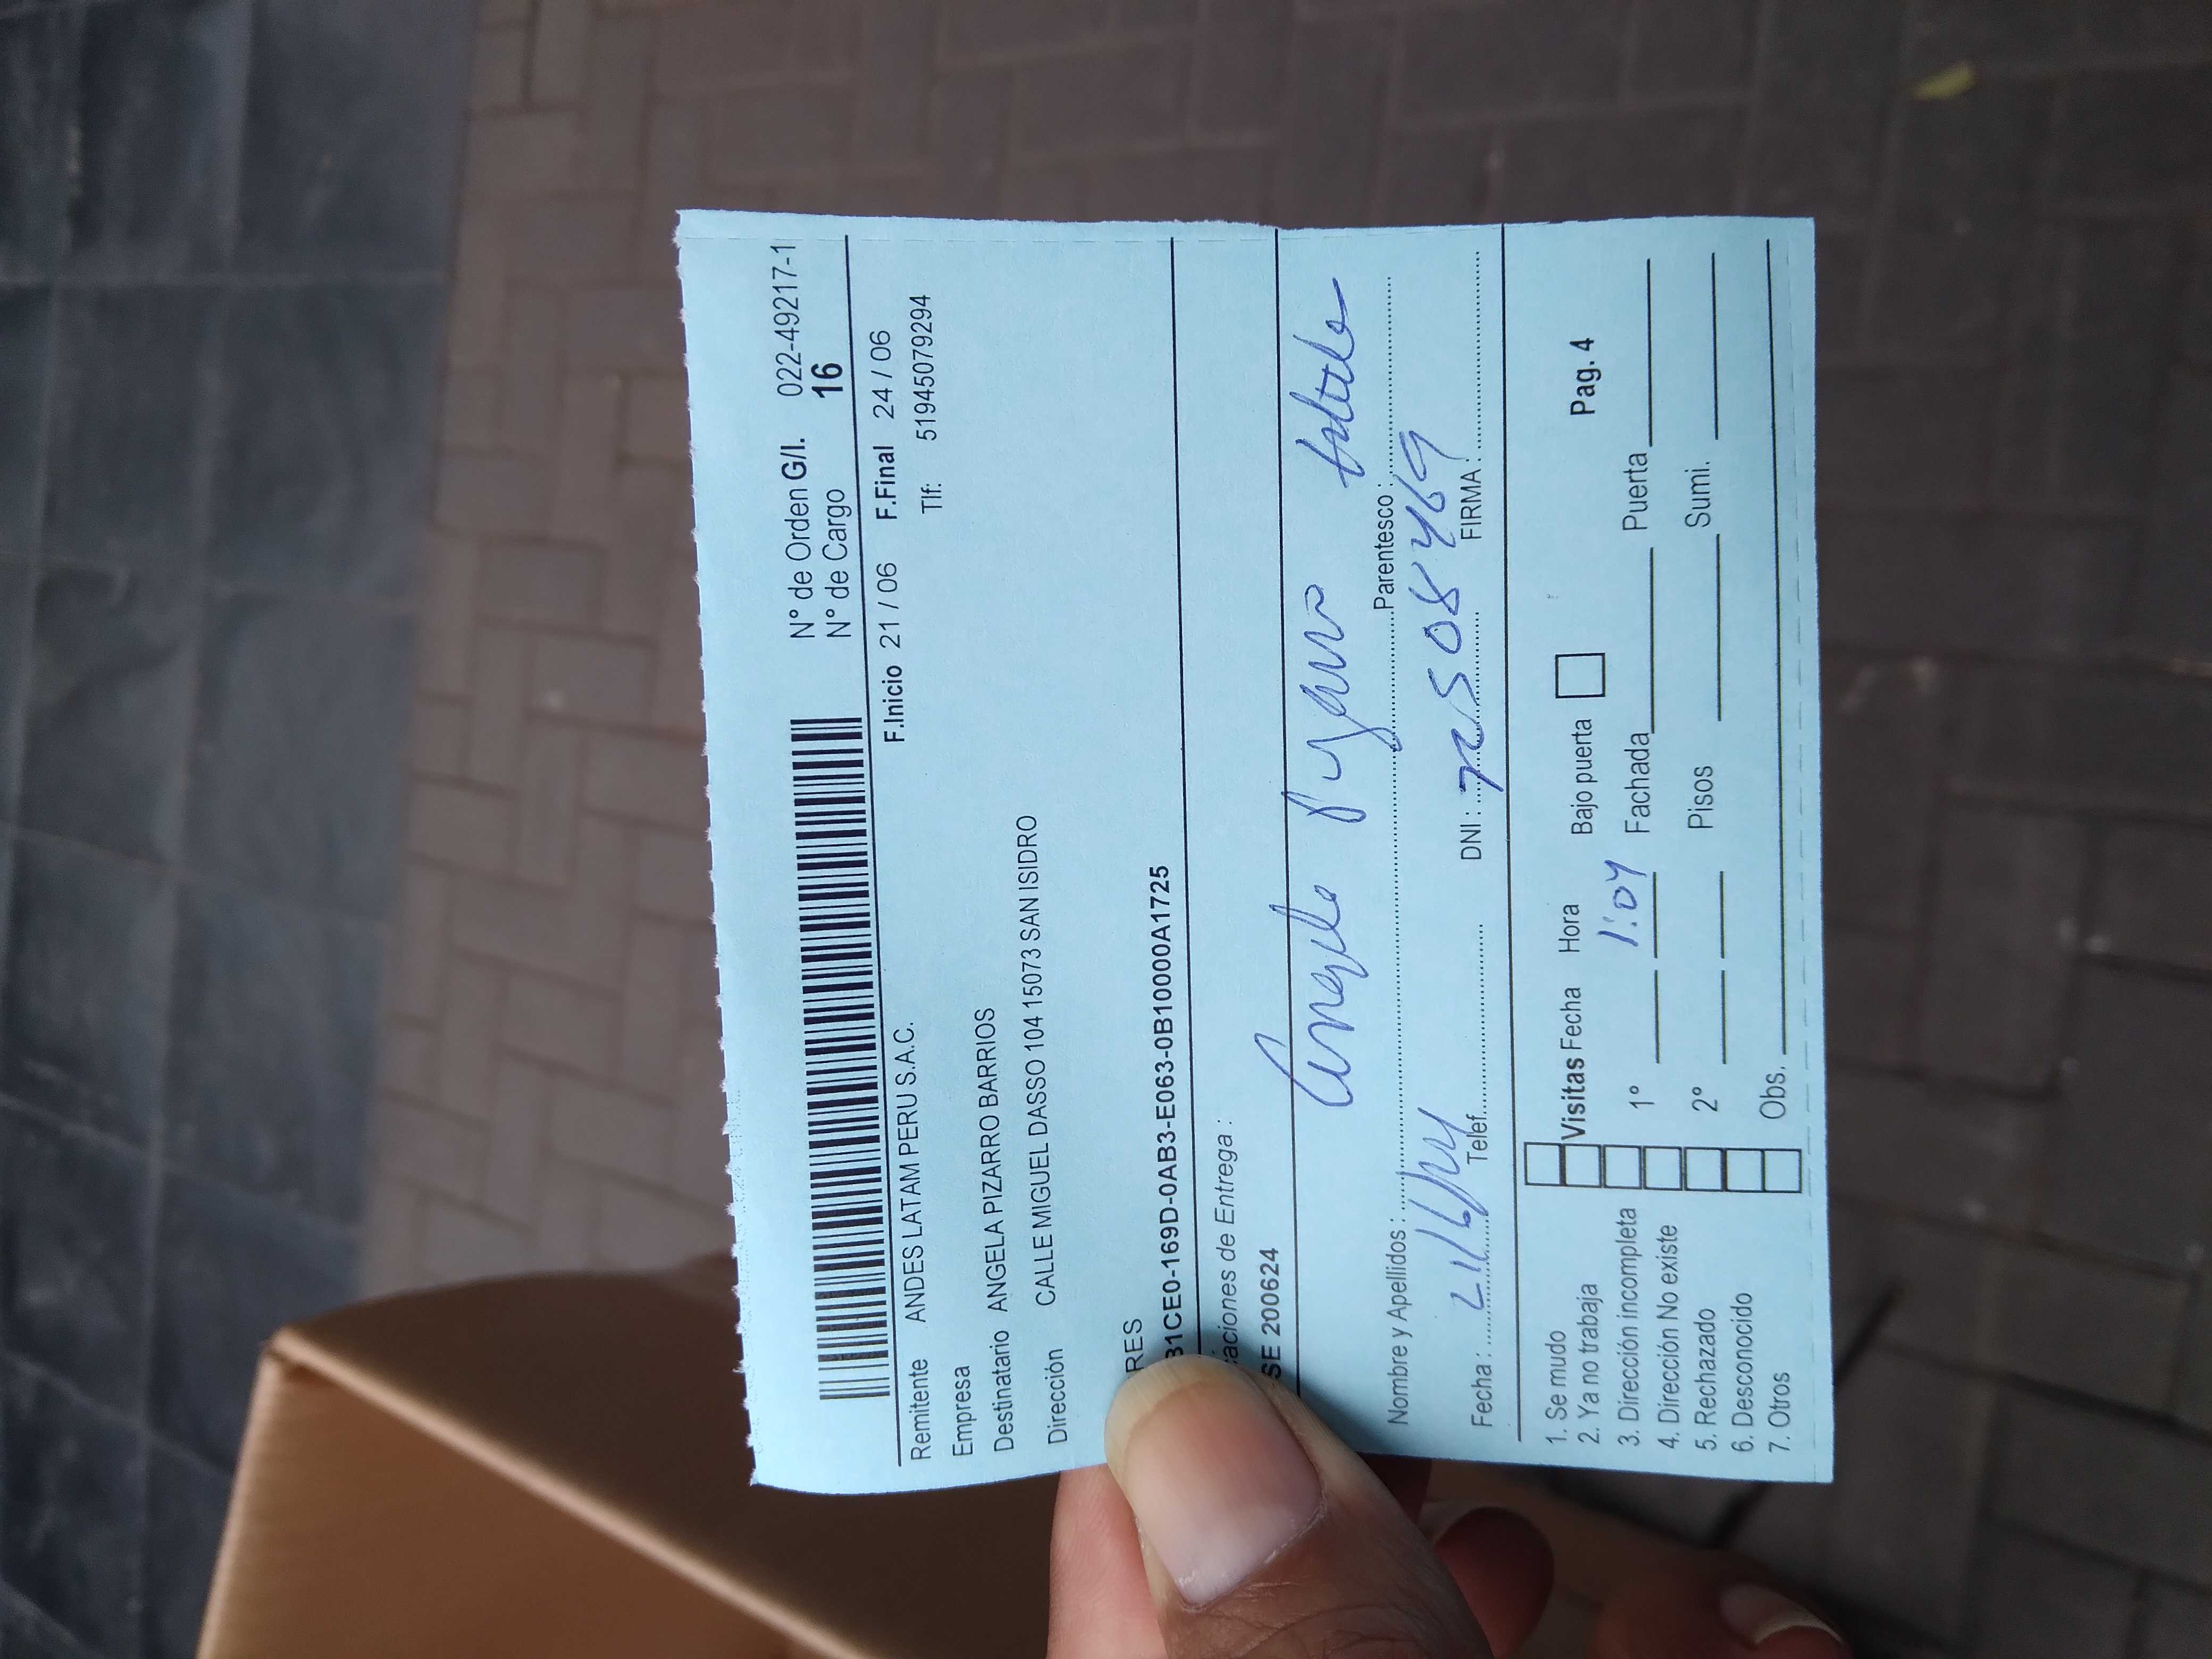 N° de Orden G/I. 022-49217-1
N° de Cargo 16
F.Inicio 21 / 06 F.Final 24 / 06
Remitente ANDES LATAM PERU S.A.C.
Tlf: 51945079294
Empresa
Destinatario ANGELA PIZARRO BARRIOS
Dirección CALLE MIGUEL DASSO 104 15073 SAN ISIDRO
RES
31CE0-169D-0AB3-E063-0B10000A1725
aciones de Entrega :
SE 200624
Angela Pizarro
Nombre y Apellidos : Parentesco :
Fecha : 21/6/24 Telef. DNI : 72508469 FIRMA :
1. Se mudo
2. Ya no trabaja
3. Dirección incompleta
4. Dirección No existe
5. Rechazado
6. Desconocido
7. Otros
Visitas Fecha Hora Bajo puerta Pag. 4
1° 1:04 Fachada Puerta
2° Pisos Sumi.
Obs.